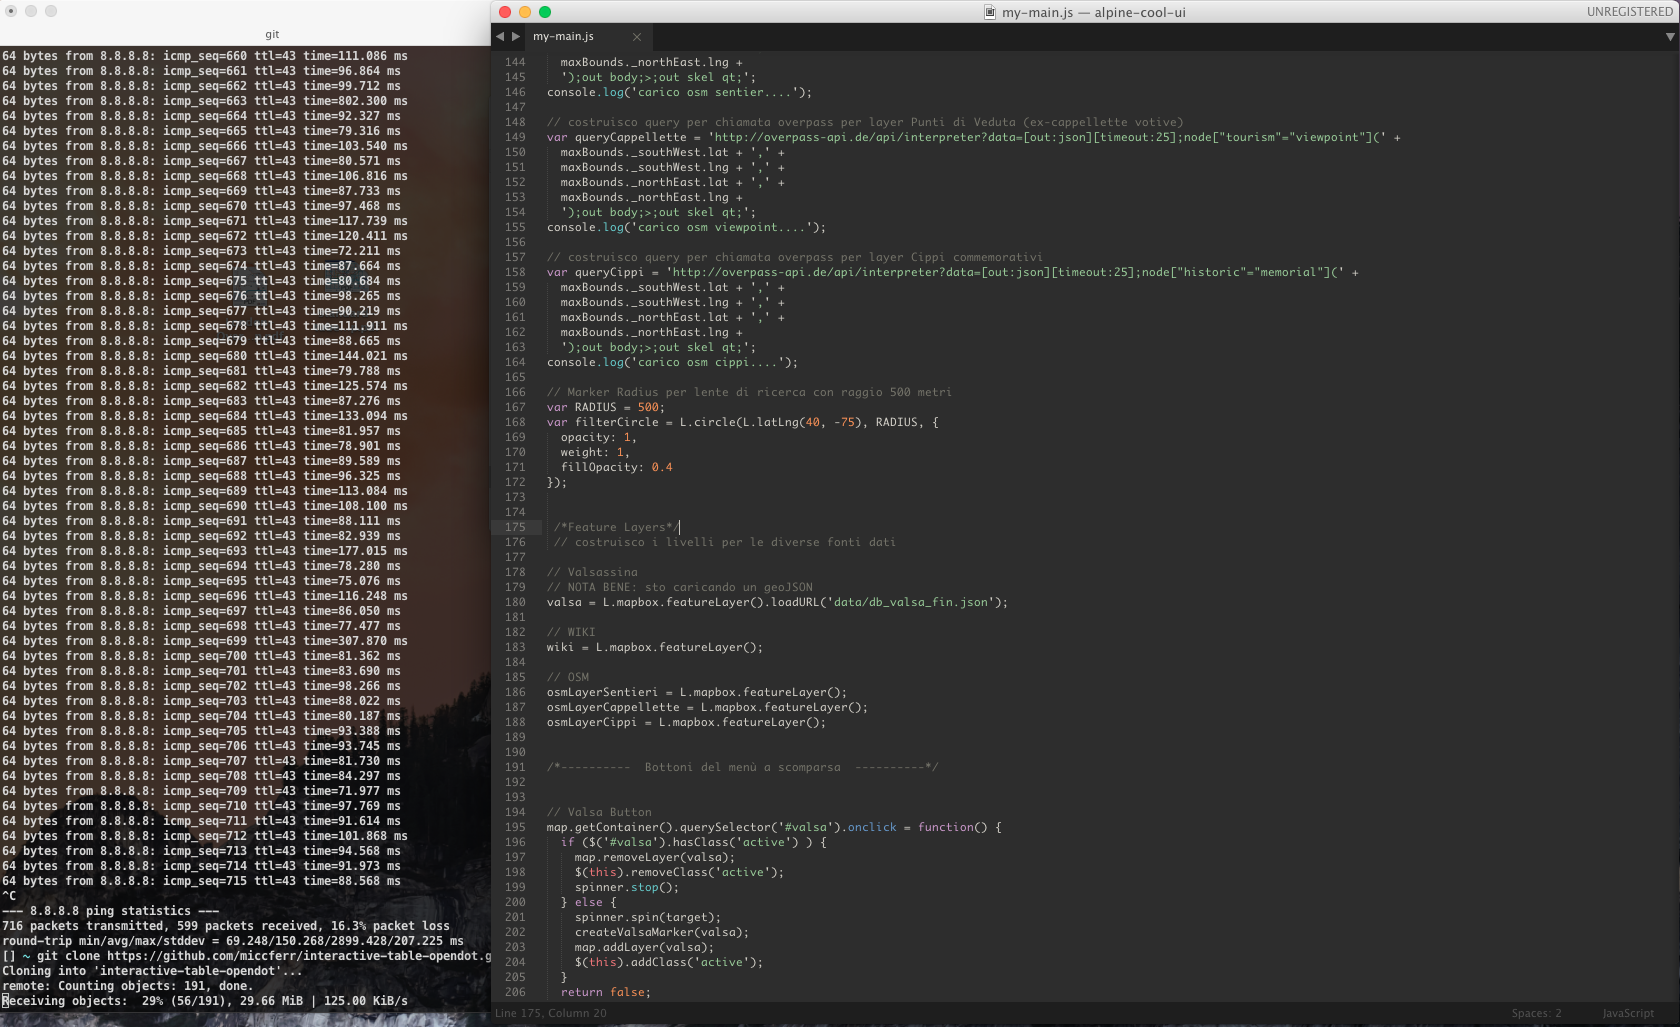 git
64 bytes from 8.8.8.8: icmp_seq=660 ttl=43 time=111.086 ms
64 bytes from 8.8.8.8: icmp_seq=661 ttl=43 time=96.864 ms
64 bytes from 8.8.8.8: icmp_seq=662 ttl=43 time=99.712 ms
64 bytes from 8.8.8.8: icmp_seq=663 ttl=43 time=802.300 ms
64 bytes from 8.8.8.8: icmp_seq=664 ttl=43 time=92.327 ms
64 bytes from 8.8.8.8: icmp_seq=665 ttl=43 time=79.316 ms
64 bytes from 8.8.8.8: icmp_seq=666 ttl=43 time=103.540 ms
64 bytes from 8.8.8.8: icmp_seq=667 ttl=43 time=80.571 ms
64 bytes from 8.8.8.8: icmp_seq=668 ttl=43 time=106.816 ms
64 bytes from 8.8.8.8: icmp_seq=669 ttl=43 time=87.733 ms
64 bytes from 8.8.8.8: icmp_seq=670 ttl=43 time=97.468 ms
64 bytes from 8.8.8.8: icmp_seq=671 ttl=43 time=117.739 ms
64 bytes from 8.8.8.8: icmp_seq=672 ttl=43 time=120.411 ms
64 bytes from 8.8.8.8: icmp_seq=673 ttl=43 time=72.211 ms
64 bytes from 8.8.8.8: icmp_seq=674 ttl=43 time=87.664 ms
64 bytes from 8.8.8.8: icmp_seq=675 ttl=43 time=80.684 ms
64 bytes from 8.8.8.8: icmp_seq=676 ttl=43 time=98.265 ms
64 bytes from 8.8.8.8: icmp_seq=677 ttl=43 time=90.219 ms
64 bytes from 8.8.8.8: icmp_seq=678 ttl=43 time=111.911 ms
64 bytes from 8.8.8.8: icmp_seq=679 ttl=43 time=88.665 ms
64 bytes from 8.8.8.8: icmp_seq=680 ttl=43 time=144.021 ms
64 bytes from 8.8.8.8: icmp_seq=681 ttl=43 time=79.788 ms
64 bytes from 8.8.8.8: icmp_seq=682 ttl=43 time=125.574 ms
64 bytes from 8.8.8.8: icmp_seq=683 ttl=43 time=87.276 ms
64 bytes from 8.8.8.8: icmp_seq=684 ttl=43 time=133.094 ms
64 bytes from 8.8.8.8: icmp_seq=685 ttl=43 time=81.957 ms
64 bytes from 8.8.8.8: icmp_seq=686 ttl=43 time=78.901 ms
64 bytes from 8.8.8.8: icmp_seq=687 ttl=43 time=89.589 ms
64 bytes from 8.8.8.8: icmp_seq=688 ttl=43 time=96.325 ms
64 bytes from 8.8.8.8: icmp_seq=689 ttl=43 time=113.084 ms
64 bytes from 8.8.8.8: icmp_seq=690 ttl=43 time=108.100 ms
64 bytes from 8.8.8.8: icmp_seq=691 ttl=43 time=88.111 ms
64 bytes from 8.8.8.8: icmp_seq=692 ttl=43 time=82.939 ms
64 bytes from 8.8.8.8: icmp_seq=693 ttl=43 time=177.015 ms
64 bytes from 8.8.8.8: icmp_seq=694 ttl=43 time=78.280 ms
64 bytes from 8.8.8.8: icmp_seq=695 ttl=43 time=75.076 ms
64 bytes from 8.8.8.8: icmp_seq=696 ttl=43 time=116.248 ms
64 bytes from 8.8.8.8: icmp_seq=697 ttl=43 time=86.050 ms
64 bytes from 8.8.8.8: icmp_seq=698 ttl=43 time=77.477 ms
64 bytes from 8.8.8.8: icmp_seq=699 ttl=43 time=307.870 ms
64 bytes from 8.8.8.8: icmp_seq=700 ttl=43 time=81.362 ms
64 bytes from 8.8.8.8: icmp_seq=701 ttl=43 time=83.690 ms
64 bytes from 8.8.8.8: icmp_seq=702 ttl=43 time=98.266 ms
64 bytes from 8.8.8.8: icmp_seq=703 ttl=43 time=88.022 ms
64 bytes from 8.8.8.8: icmp_seq=704 ttl=43 time=80.187 ms
64 bytes from 8.8.8.8: icmp_seq=705 ttl=43 time=93.388 ms
64 bytes from 8.8.8.8: icmp_seq=706 ttl=43 time=93.745 ms
64 bytes from 8.8.8.8: icmp_seq=707 ttl=43 time=81.730 ms
64 bytes from 8.8.8.8: icmp_seq=708 ttl=43 time=84.297 ms
64 bytes from 8.8.8.8: icmp_seq=709 ttl=43 time=71.977 ms
64 bytes from 8.8.8.8: icmp_seq=710 ttl=43 time=97.769 ms
64 bytes from 8.8.8.8: icmp_seq=711 ttl=43 time=91.614 ms
64 bytes from 8.8.8.8: icmp_seq=712 ttl=43 time=101.868 ms
64 bytes from 8.8.8.8: icmp_seq=713 ttl=43 time=94.568 ms
64 bytes from 8.8.8.8: icmp_seq=714 ttl=43 time=91.973 ms
64 bytes from 8.8.8.8: icmp_seq=715 ttl=43 time=88.568 ms
^C
--- 8.8.8.8 ping statistics ---
716 packets transmitted, 599 packets received, 16.3% packet loss
round-trip min/avg/max/stddev = 69.248/150.268/2899.428/207.225 ms
[] ~ git clone https://github.com/miccferr/interactive-table-opendot.g
Cloning into 'interactive-table-opendot'...
remote: Counting objects: 191, done.
Receiving objects:  29% (56/191), 29.66 MiB | 125.00 KiB/s
my-main.js — alpine-cool-ui
UNREGISTERED
my-main.js
144 maxBounds._northEast.lng +
145 ');out body;>;out skel qt;';
146 console.log('carico osm sentier....');
147
148 // costruisco query per chiamata overpass per layer Punti di Veduta (ex-cappellette votive)
149 var queryCappellette = 'http://overpass-api.de/api/interpreter?data=[out:json][timeout:25];node["tourism"="viewpoint"](' +
150 maxBounds._southWest.lat + ',' +
151 maxBounds._southWest.lng + ',' +
152 maxBounds._northEast.lat + ',' +
153 maxBounds._northEast.lng +
154 ');out body;>;out skel qt;';
155 console.log('carico osm viewpoint....');
156
157 // costruisco query per chiamata overpass per layer Cippi commemorativi
158 var queryCippi = 'http://overpass-api.de/api/interpreter?data=[out:json][timeout:25];node["historic"="memorial"](' +
159 maxBounds._southWest.lat + ',' +
160 maxBounds._southWest.lng + ',' +
161 maxBounds._northEast.lat + ',' +
162 maxBounds._northEast.lng +
163 ');out body;>;out skel qt;';
164 console.log('carico osm cippi....');
165
166 // Marker Radius per lente di ricerca con raggio 500 metri
167 var RADIUS = 500;
168 var filterCircle = L.circle(L.latLng(40, -75), RADIUS, {
169 opacity: 1,
170 weight: 1,
171 fillOpacity: 0.4
172 });
173
174
175 /*Feature Layers*/
176 // costruisco i livelli per le diverse fonti dati
177
178 // Valsassina
179 // NOTA BENE: sto caricando un geoJSON
180 valsa = L.mapbox.featureLayer().loadURL('data/db_valsa_fin.json');
181
182 // WIKI
183 wiki = L.mapbox.featureLayer();
184
185 // OSM
186 osmLayerSentieri = L.mapbox.featureLayer();
187 osmLayerCappellette = L.mapbox.featureLayer();
188 osmLayerCippi = L.mapbox.featureLayer();
189
190
191 /*---------- Bottoni del menù a scomparsa ----------*/
192
193
194 // Valsa Button
195 map.getContainer().querySelector('#valsa').onclick = function() {
196 if ($('#valsa').hasClass('active') ) {
197 map.removeLayer(valsa);
198 $(this).removeClass('active');
199 spinner.stop();
200 } else {
201 spinner.spin(target);
202 createValsaMarker(valsa);
203 map.addLayer(valsa);
204 $(this).addClass('active');
205 }
206 return false;
Line 175, Column 20
Spaces: 2
JavaScript